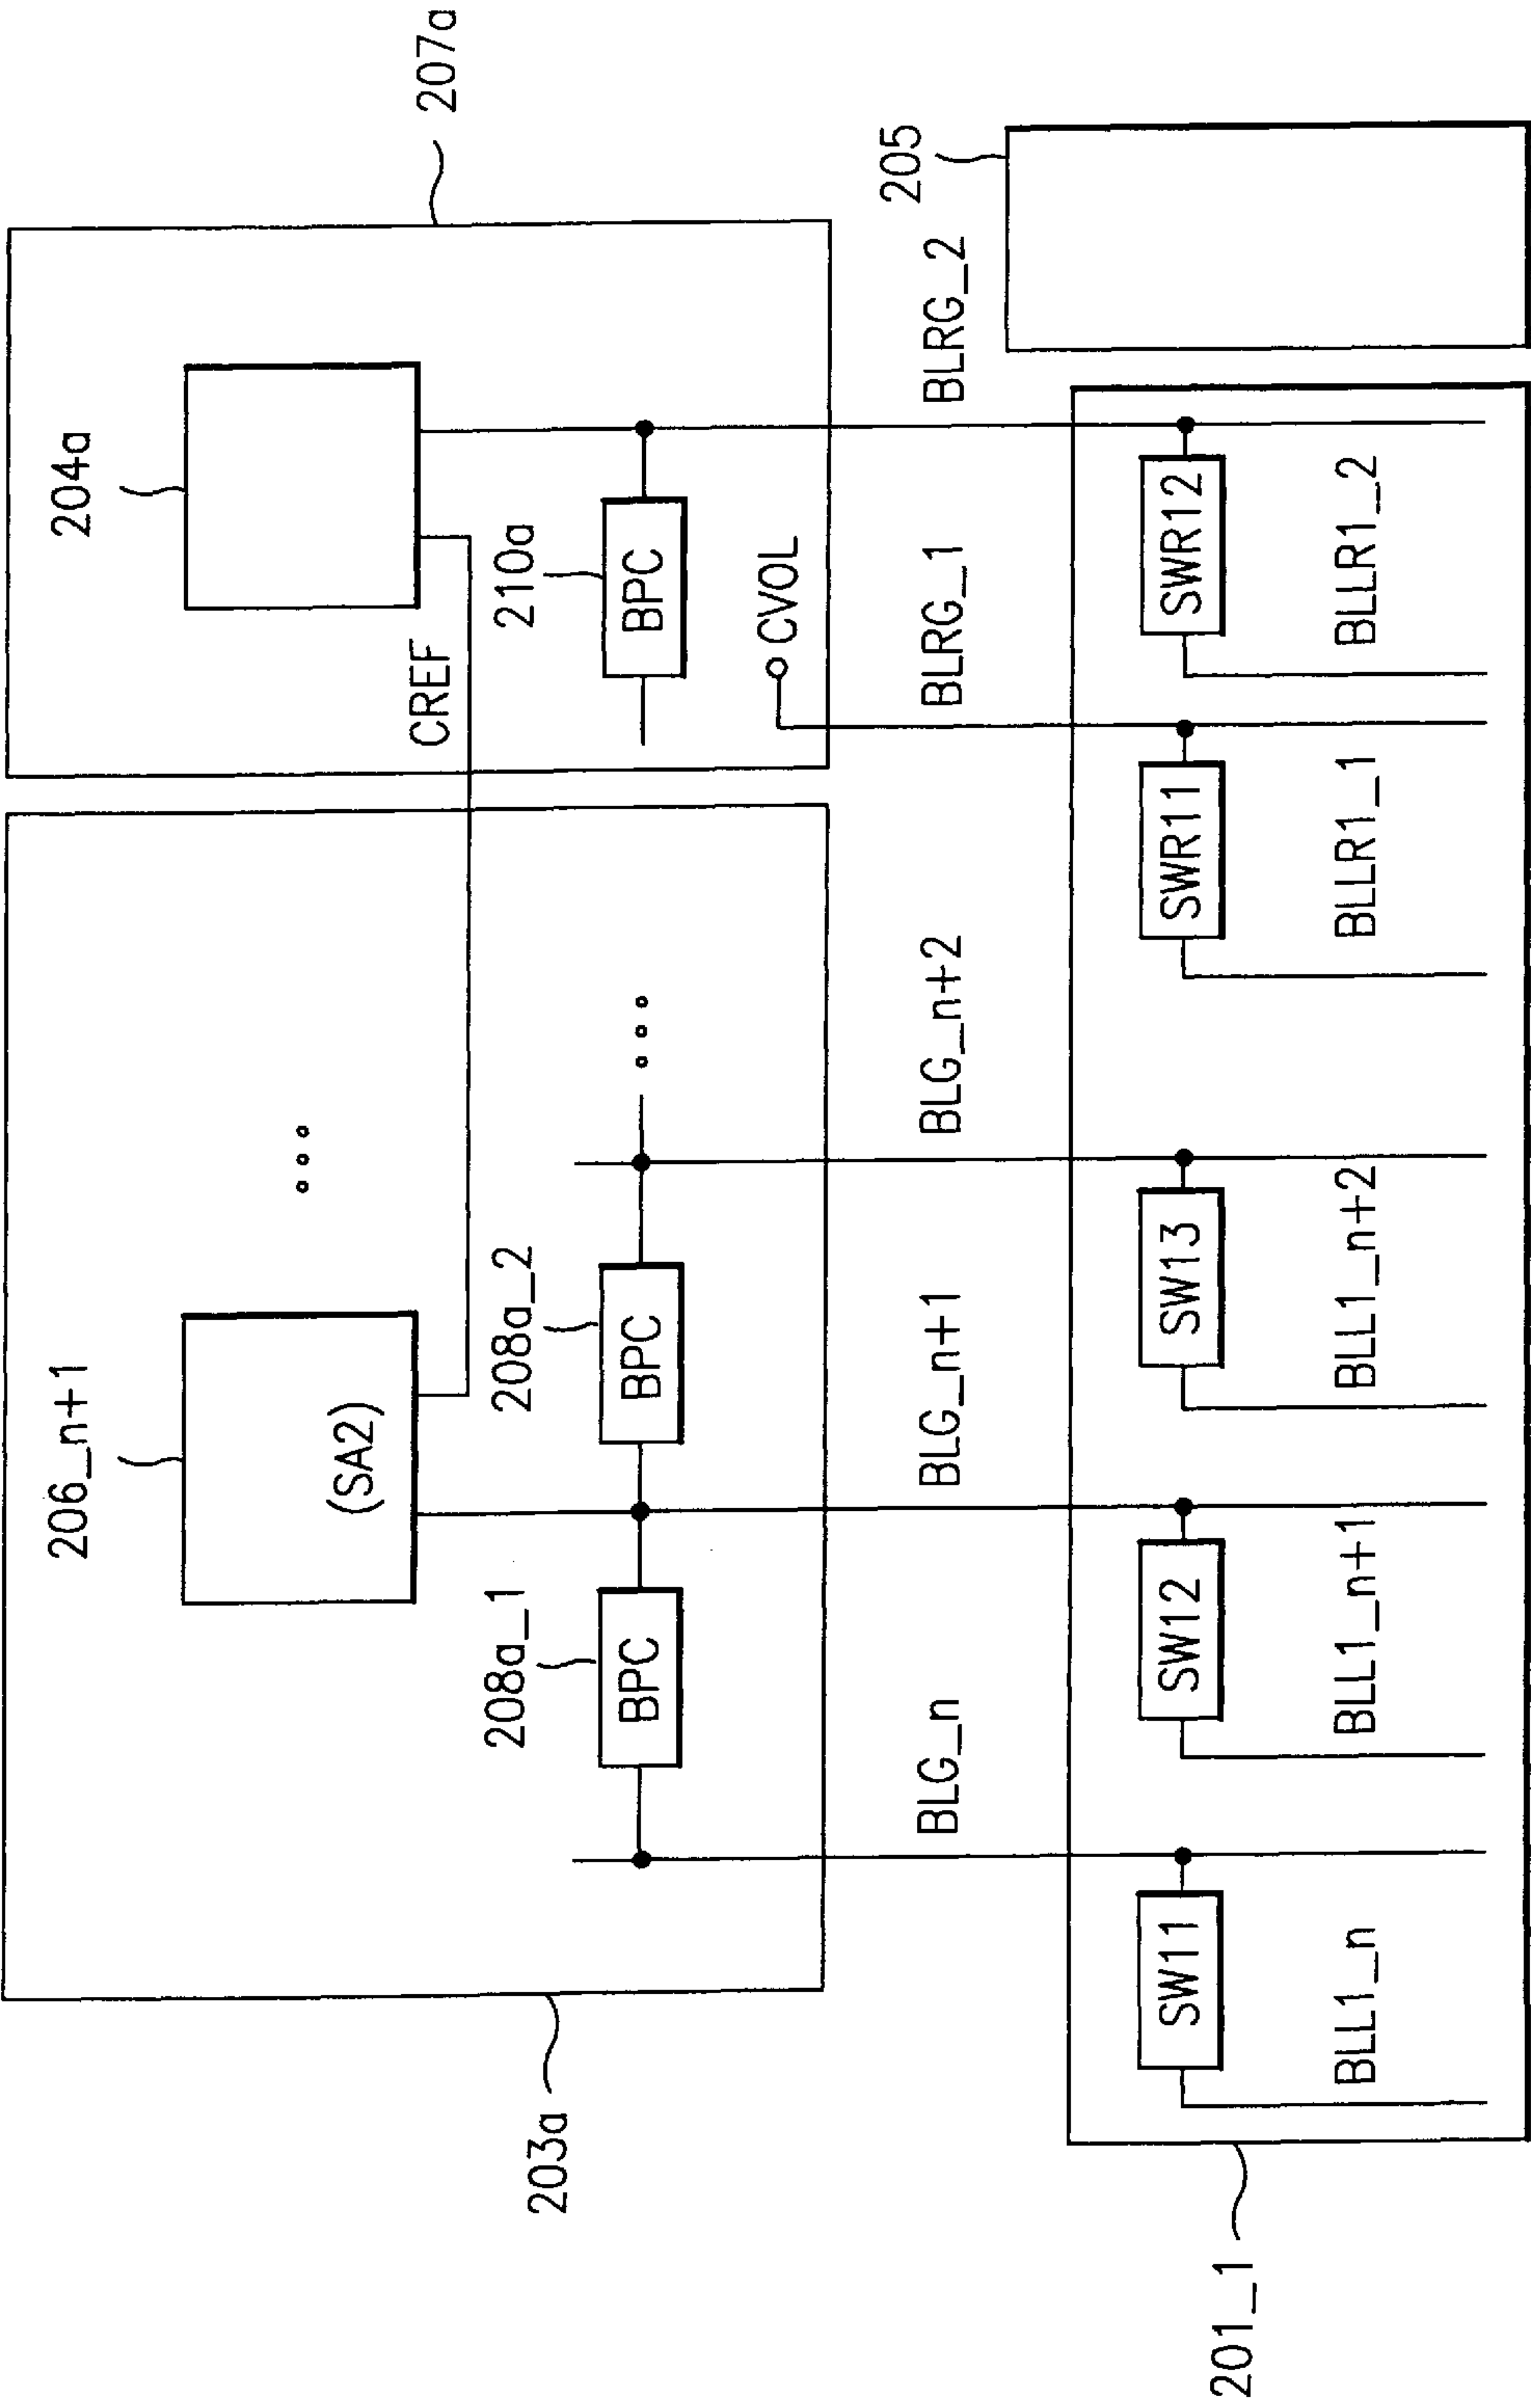 206_n+1
204a
(SA2)
CREF
207a
208a_1
208a_2
210a
BPC
BPC
BPC
203a
CVOL
205
BLG_n
BLG_n+1
BLG_n+2
BLRG_1
BLRG_2
SW11
SW12
SW13
SWR11
SWR12
201_1
BLL1_n
BLL1_n+1
BLL1_n+2
BLLR1_1
BLLR1_2